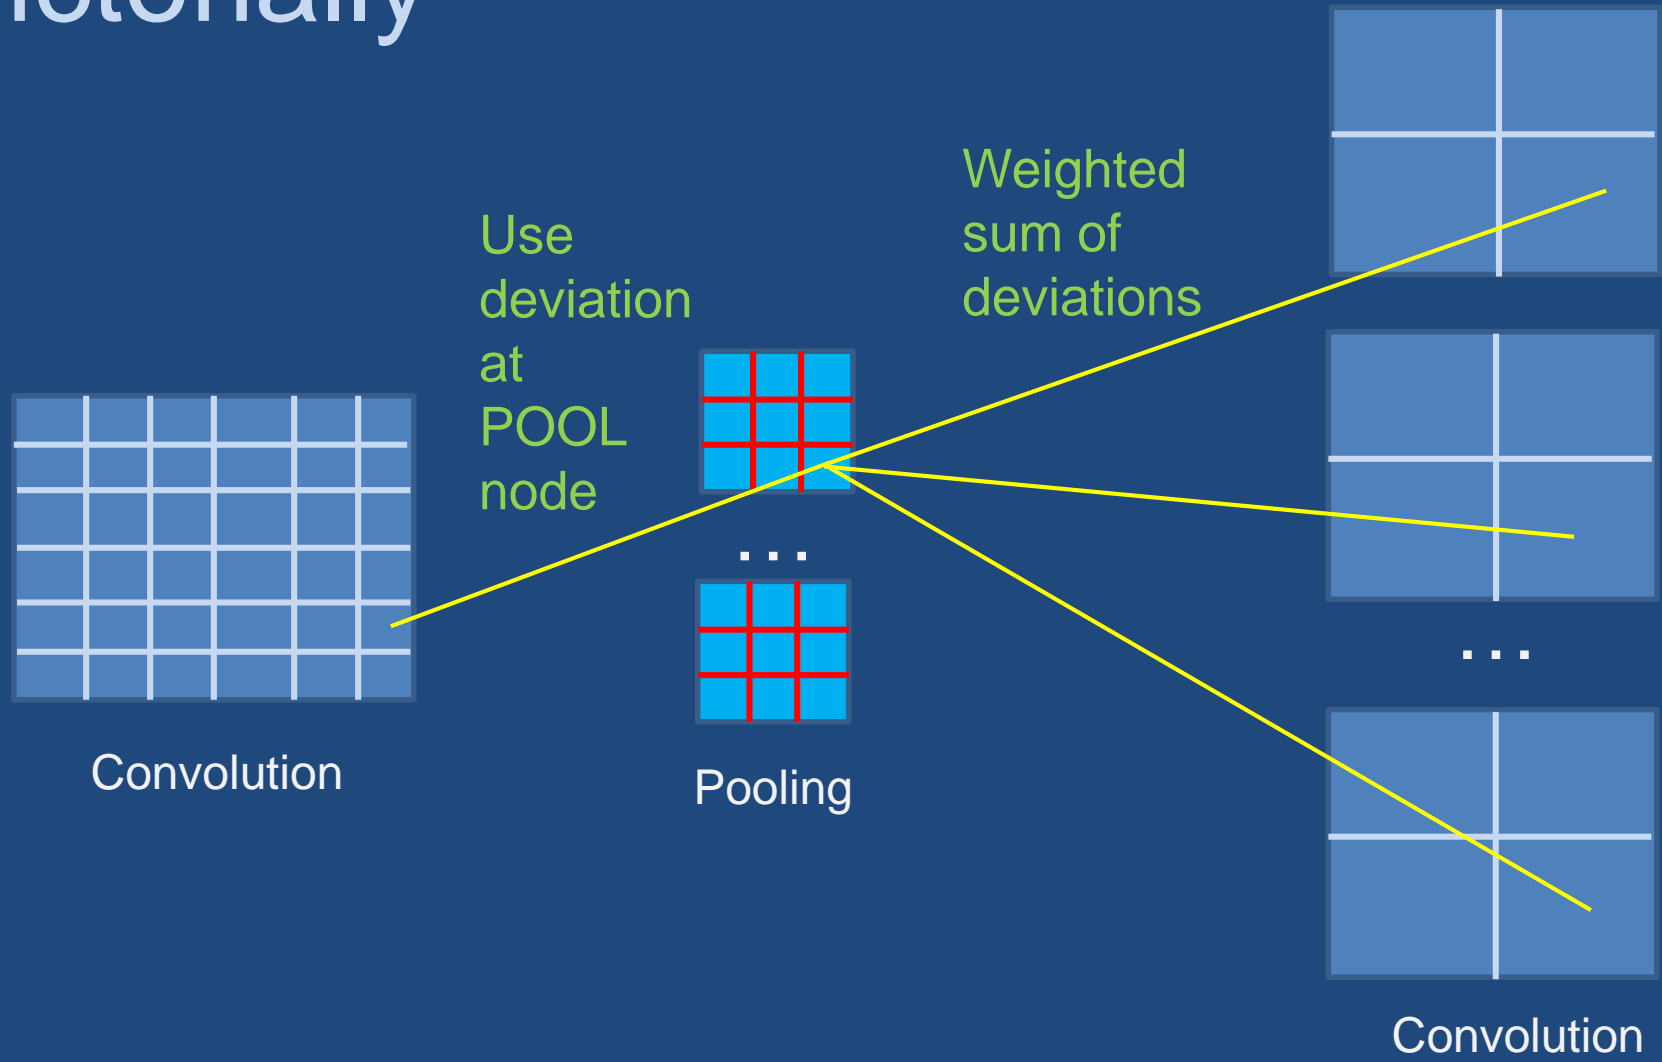 Weighted
sum of
deviations
Use
deviation
at
POOL
node
...
...
Convolution
Pooling
Convolution